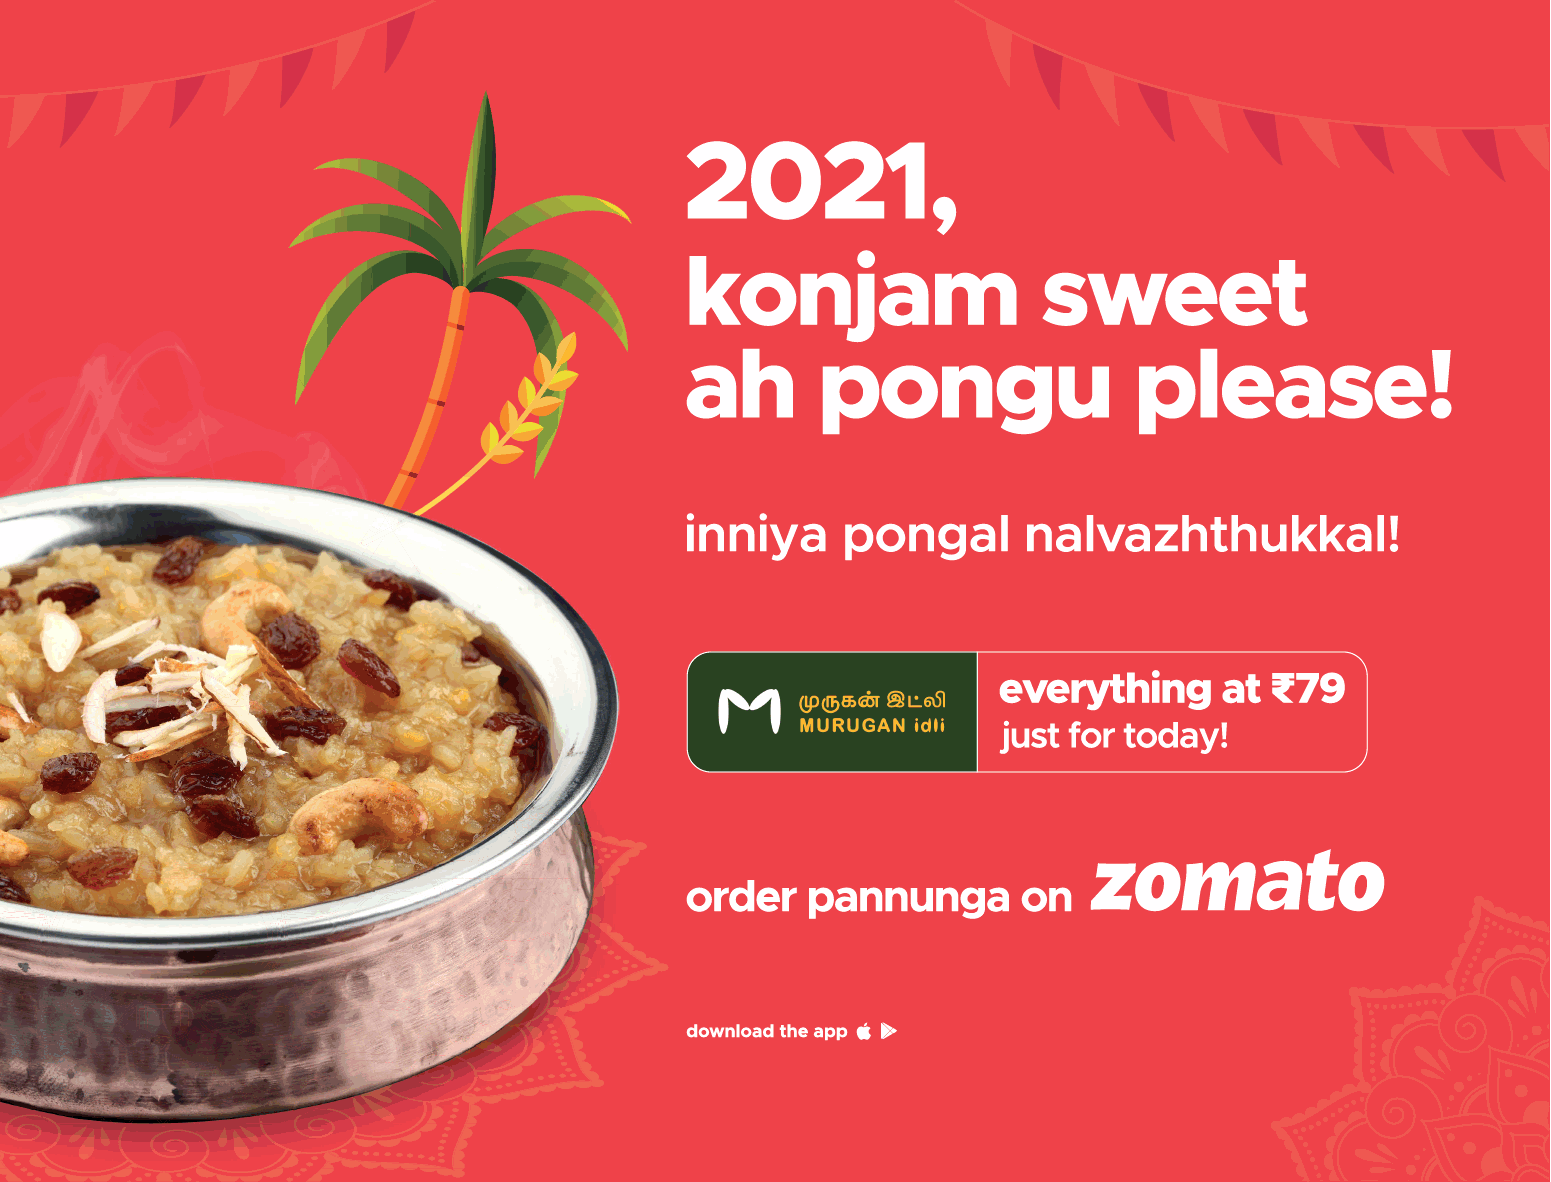 2021,
konjam sweet
ah pongu please!
inniya pongal nalvazhthukkal!
முருகன் இட்லி
MURUGAN idli
everything at ₹79
just for today!
order pannunga on zomato
download the app